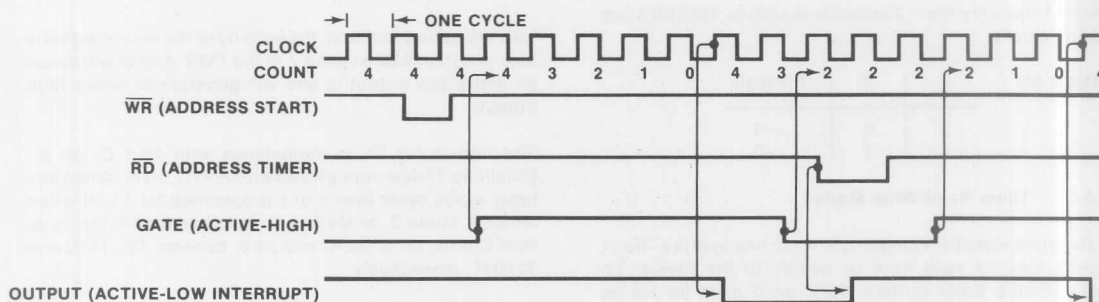 ONE CYCLE
CLOCK
COUNT 4 4 4 4 3 2 1 0 4 3 2 2 2 2 1 0
WR (ADDRESS START)
RD (ADDRESS TIMER)
GATE (ACTIVE-HIGH)
OUTPUT (ACTIVE-LOW INTERRUPT)